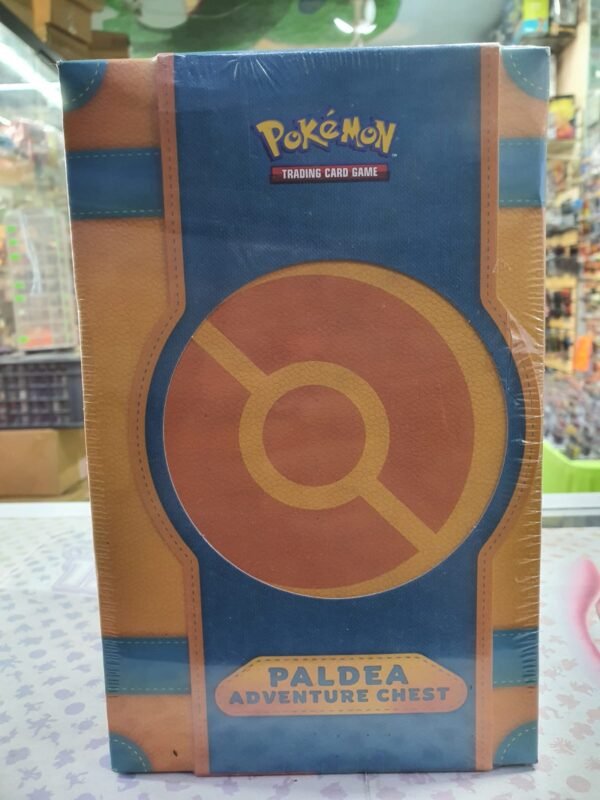 POKéMON
TRADING CARD GAME
PALDEA
ADVENTURE CHEST